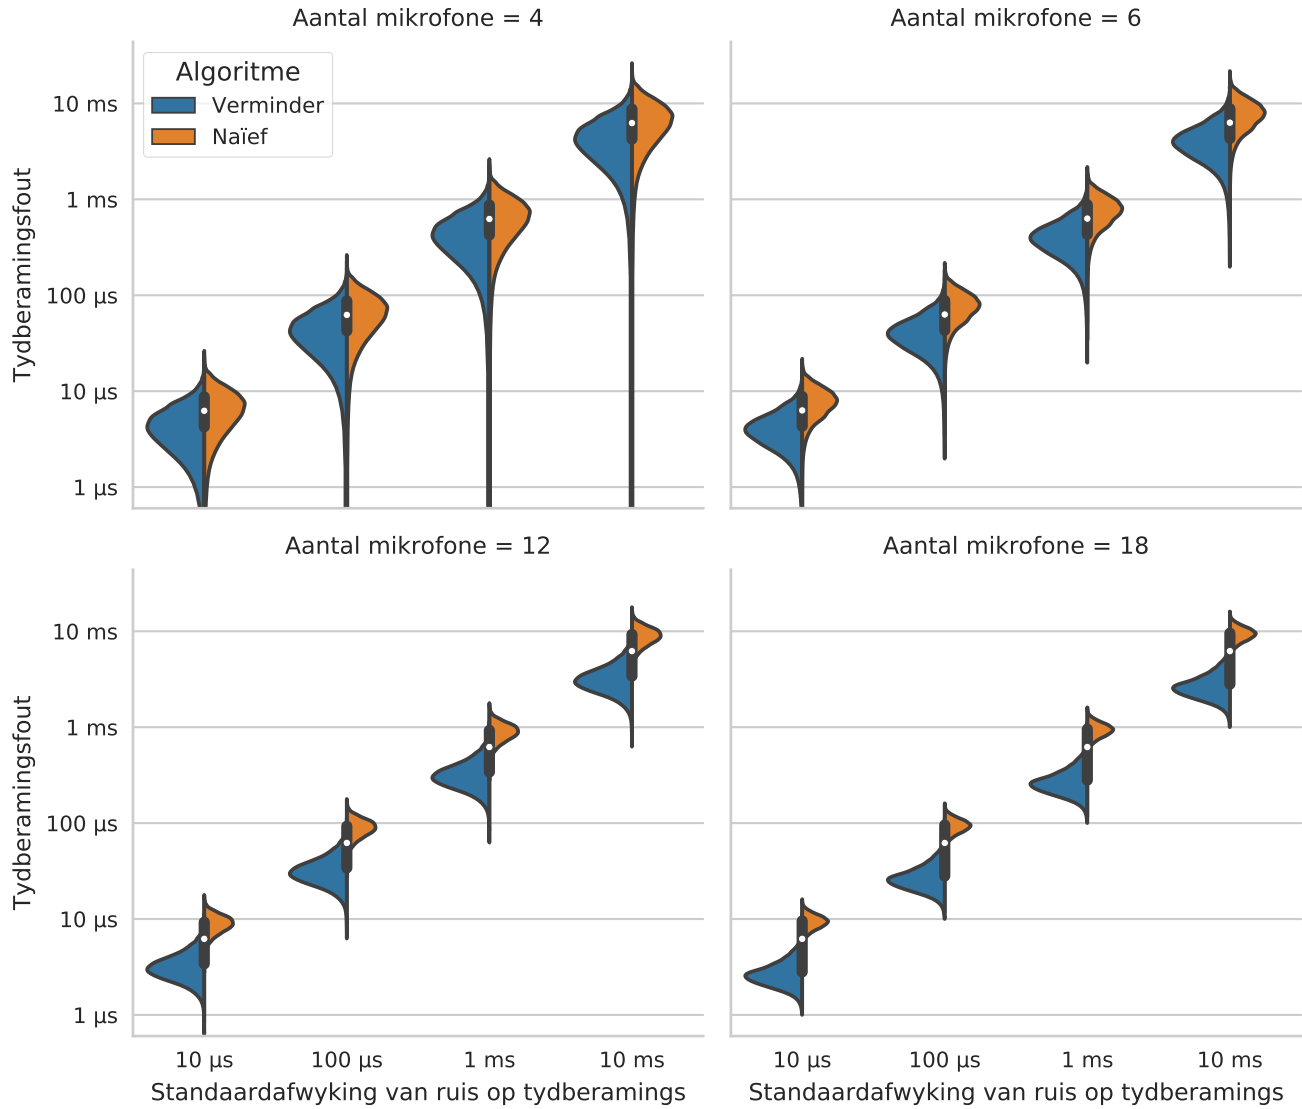 Aantal mikrofone = 4
Aantal mikrofone = 6
Algoritme
Verminder
Naïef
Tydberamingsfout
10 ms
1 ms
100 µs
10 µs
1 µs
Aantal mikrofone = 12
Aantal mikrofone = 18
Tydberamingsfout
10 ms
1 ms
100 µs
10 µs
1 µs
10 µs 100 µs 1 ms 10 ms
10 µs 100 µs 1 ms 10 ms
Standaardafwyking van ruis op tydberamings
Standaardafwyking van ruis op tydberamings